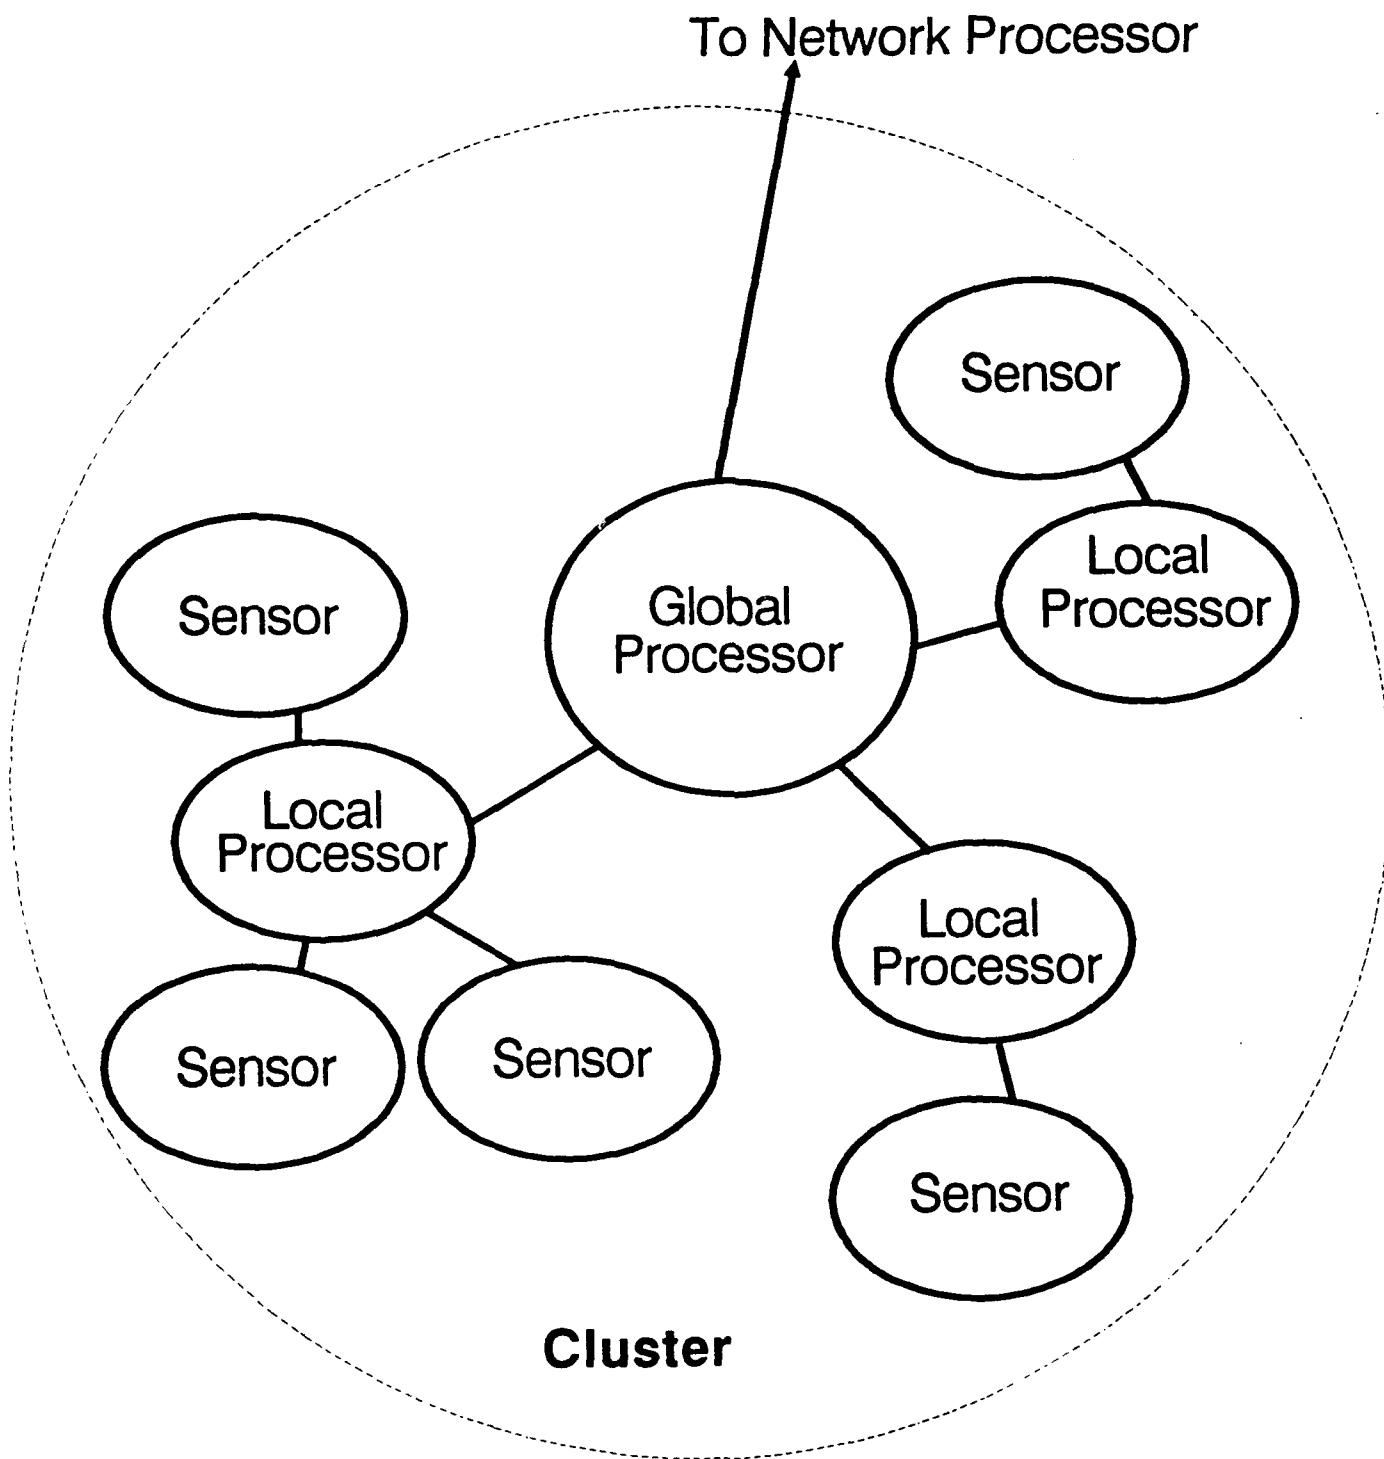 To Network Processor
Sensor
Local
Processor
Global
Processor
Sensor
Local
Processor
Local
Processor
Sensor
Sensor
Sensor
Cluster